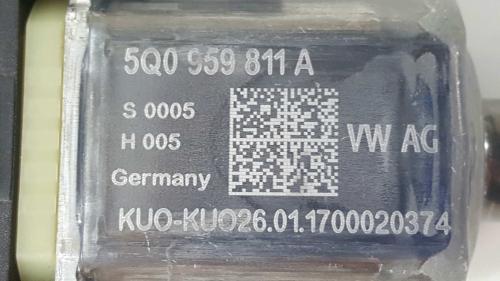 5Q0 959 811 A
S 0005
H 005
VW AG
Germany
KUO-KUO26.01.1700020374